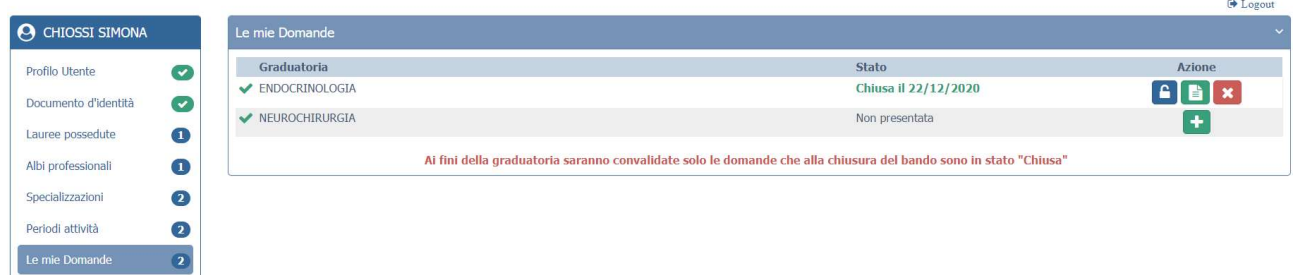 Logout
CHIOSSI SIMONA
Profilo Utente
Documento d'identità
Lauree possedute 1
Albi professionali 1
Specializzazioni 2
Periodi attività 2
Le mie Domande 2
Le mie Domande
Graduatoria Stato Azione
ENDOCRINOLOGIA Chiusa il 22/12/2020
NEUROCHIRURGIA Non presentata
Ai fini della graduatoria saranno convalidate solo le domande che alla chiusura del bando sono in stato "Chiusa"